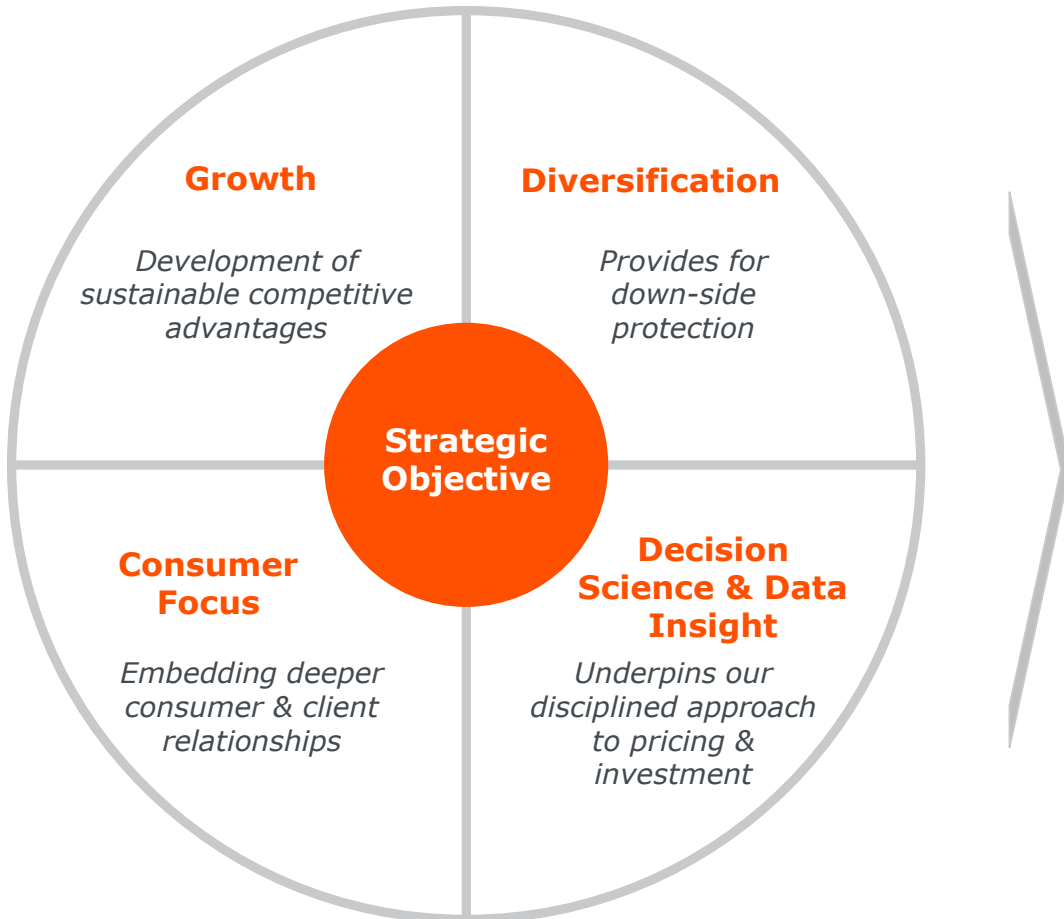 Growth
Development of
sustainable competitive
advantages
Diversification
Provides for
down-side
protection
Strategic
Objective
Consumer
Focus
Embedding deeper
consumer & client
relationships
Decision
Science & Data
Insight
Underpins our
disciplined approach
to pricing &
investment